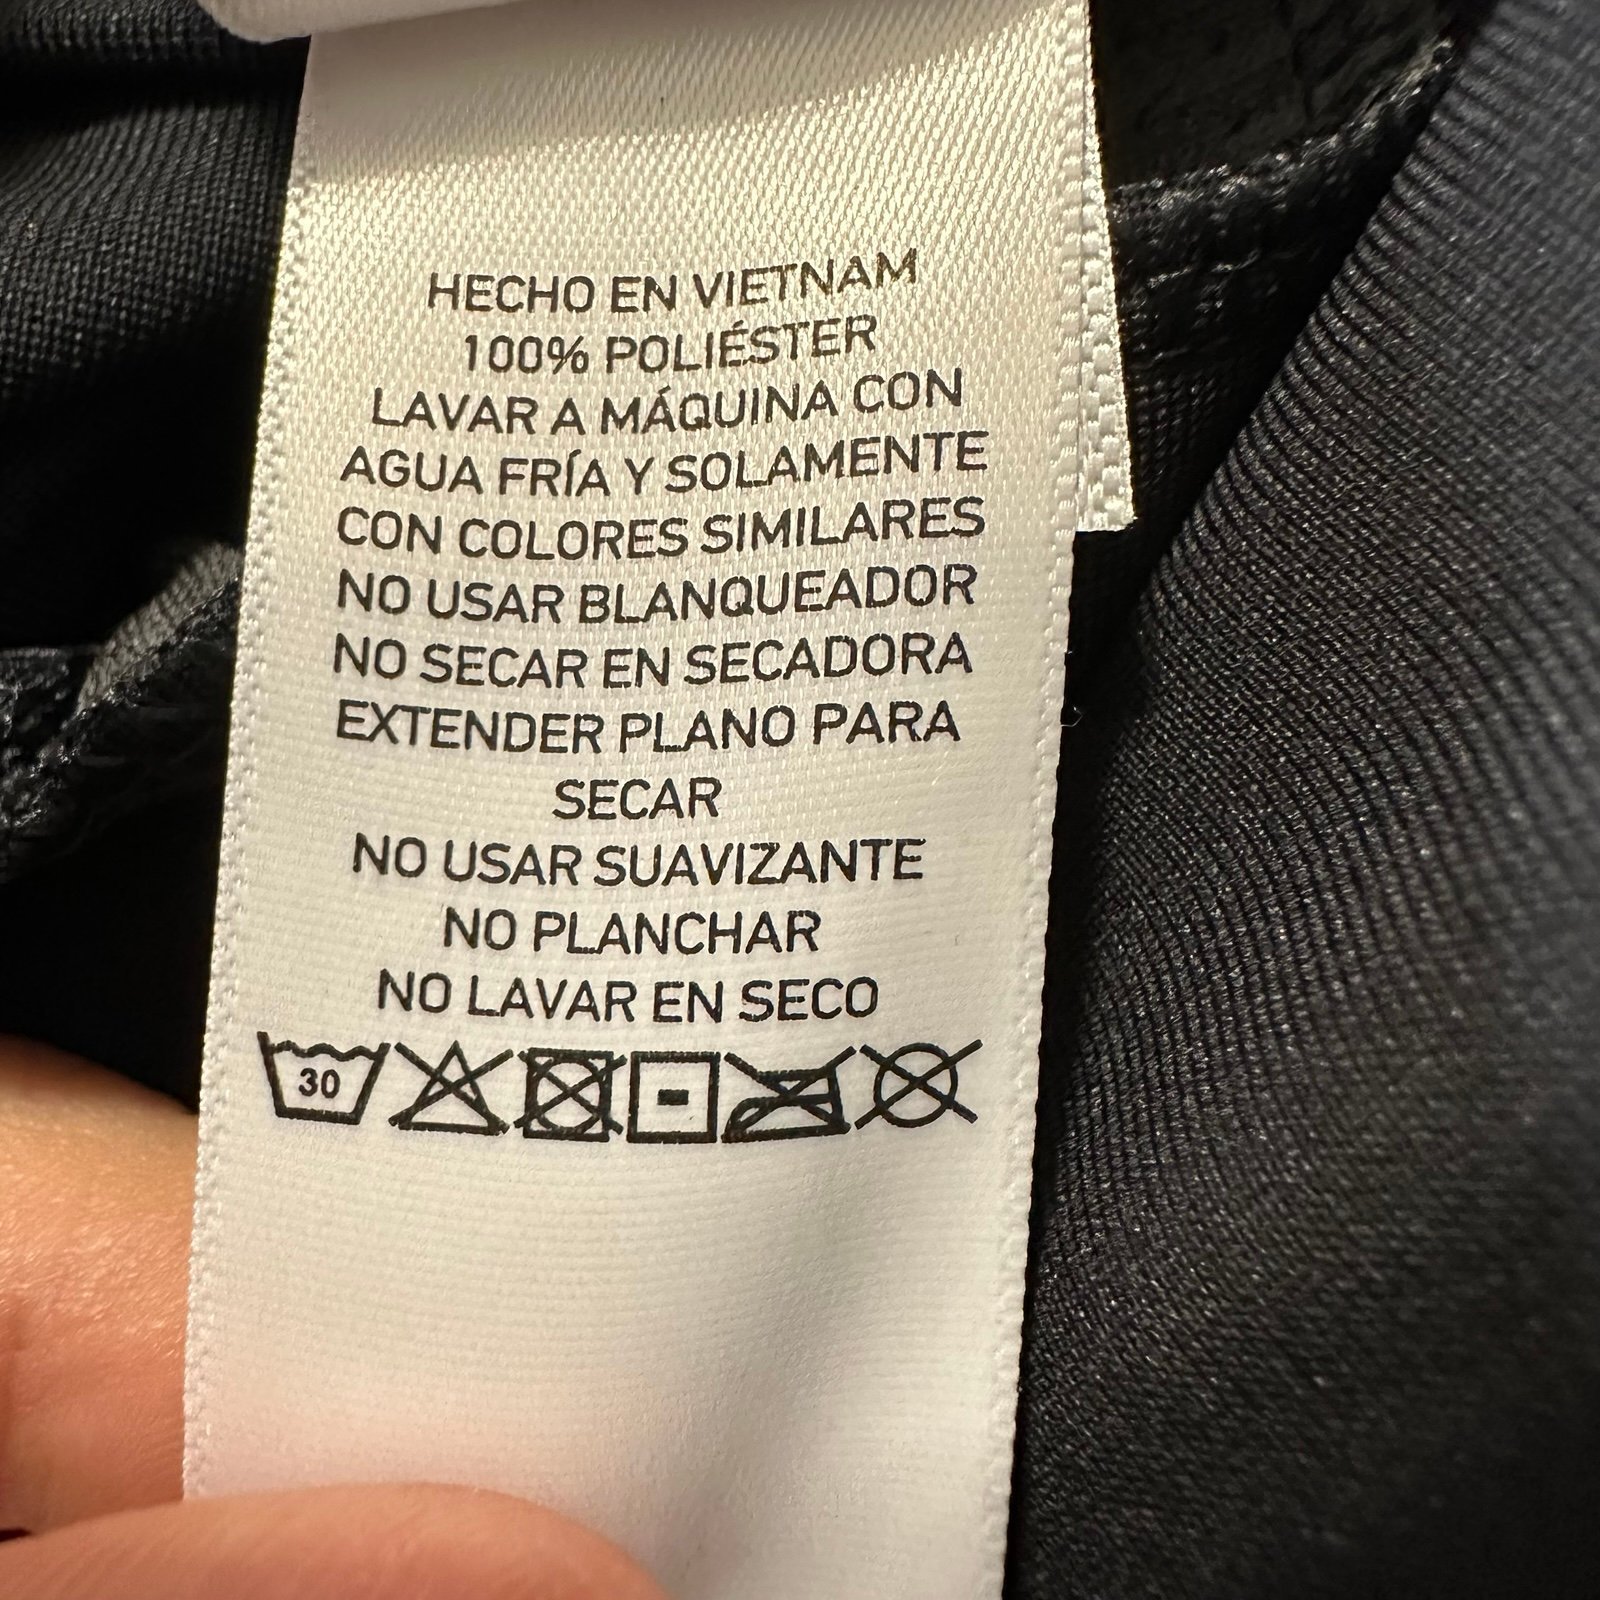 HECHO EN VIETNAM
100% POLIÉSTER
LAVAR A MÁQUINA CON
AGUA FRÍA Y SOLAMENTE
CON COLORES SIMILARES
NO USAR BLANQUEADOR
NO SECAR EN SECADORA
EXTENDER PLANO PARA
SECAR
NO USAR SUAVIZANTE
NO PLANCHAR
NO LAVAR EN SECO
30